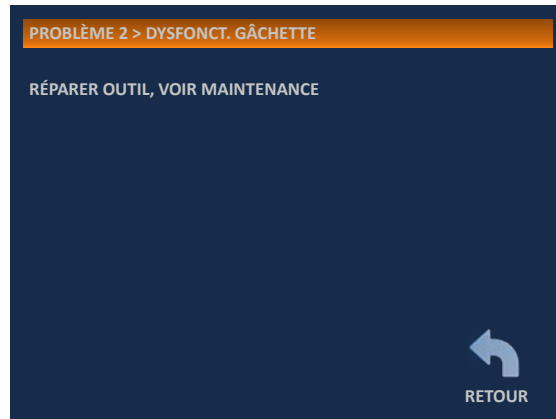 PROBLÈME 2 > DYSFONCT. GÂCHETTE
RÉPARER OUTIL, VOIR MAINTENANCE
RETOUR